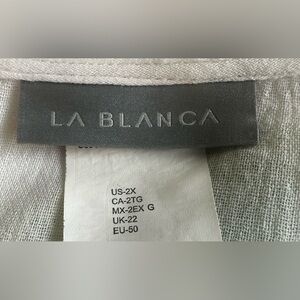 LA BLANCA
US-2X
CA-2TG
MX-2EX G
UK-22
EU-50